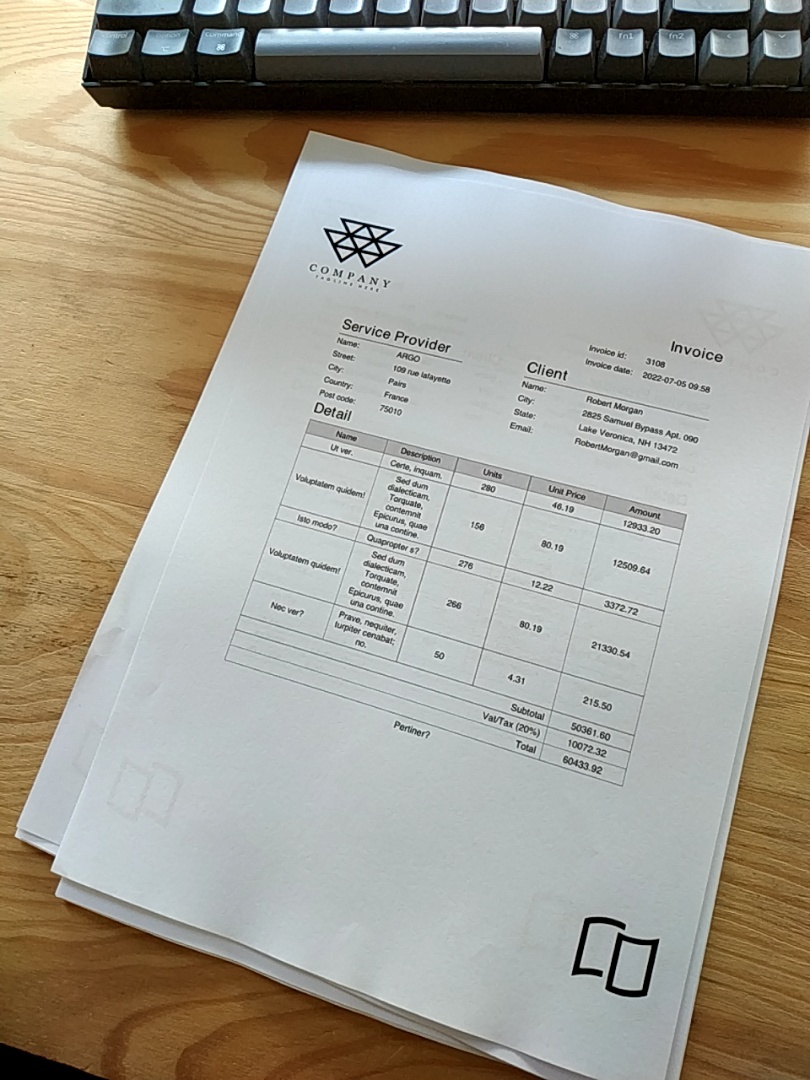 control option command
⌘
⌘ fn1 fn2 <
COMPANY
TAGLINE HERE
Invoice
Invoice id: 3108
Invoice date: 2022-07-05 09:58
Service Provider
Name: ARGO
Street: 109 rue lafayette
City: Pairs
Country: France
Post code: 75010
Client
Name: Robert Morgan
City: 2825 Samuel Bypass Apt. 090
State: Lake Veronica, NH 13472
Email: RobertMorgan@gmail.com
Detail
Name Description Units Unit Price Amount
Ut ver. Certe, inquam. 280 46.19 12933.20
Voluptatem quidem! Sed dum
dialecticam,
Torquate,
contemnit
Epicurus, quae
una contine. 156 80.19 12509.64
Isto modo? Quapropter s? 276 12.22 3372.72
Voluptatem quidem! Sed dum
dialecticam,
Torquate,
contemnit
Epicurus, quae
una contine. 266 80.19 21330.54
Nec ver? Prave, nequiter,
turpiter cenabat;
no. 50 4.31 215.50
Subtotal 50361.60
Vat/Tax (20%) 10072.32
Total 60433.92
Pertiner?